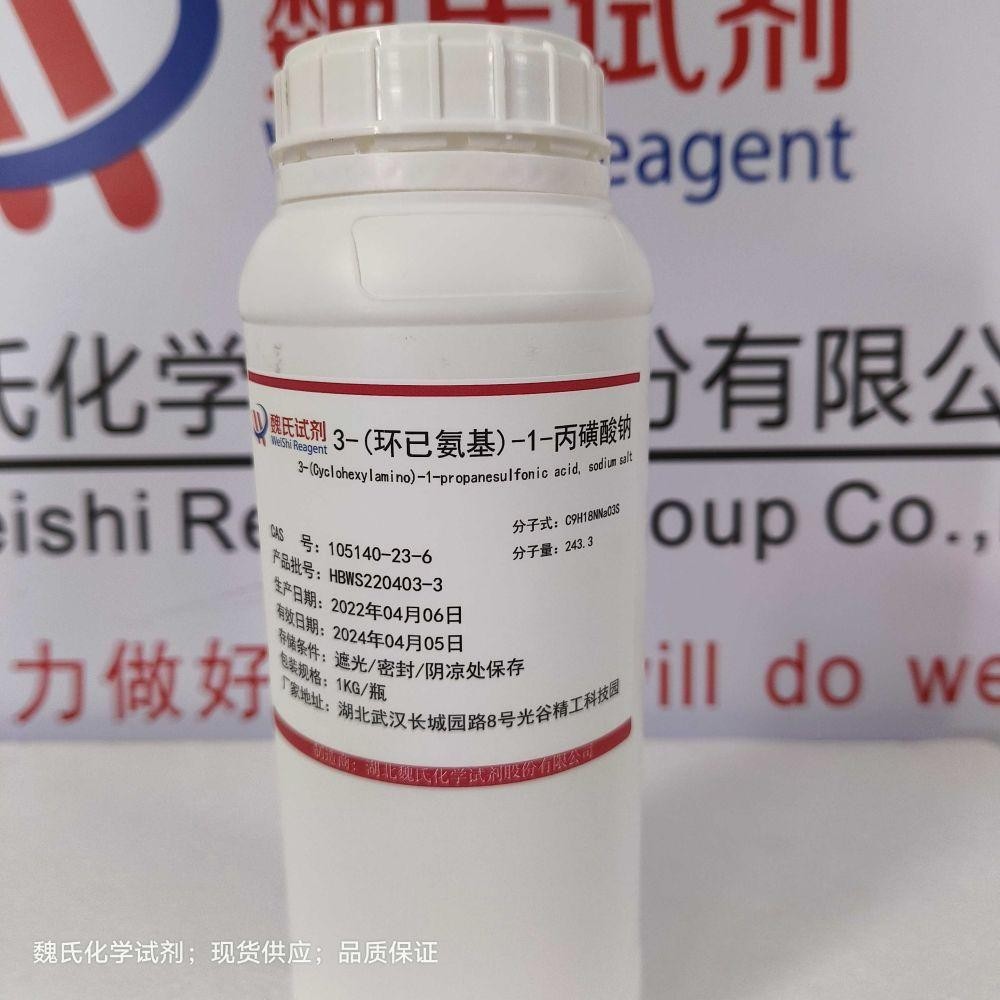 魏氏试剂
eagent
氏化学
份有限公
eishi Re
oup Co.,
力做好
will do we
魏氏试剂
WeiShi Reagent
3-(环已氨基)-1-丙磺酸钠
3-(Cyclohexylamino)-1-propanesulfonic acid, sodium salt
分子式：C9H18NNaO3S
分子量：243.3
CAS 号：105140-23-6
产品批号：HBWS220403-3
生产日期：2022年04月06日
有效日期：2024年04月05日
存储条件：遮光/密封/阴凉处保存
包装规格：1KG/瓶
厂家地址：湖北武汉长城园路8号光谷精工科技园
制造商：湖北魏氏化学试剂股份有限公司
魏氏化学试剂；现货供应；品质保证